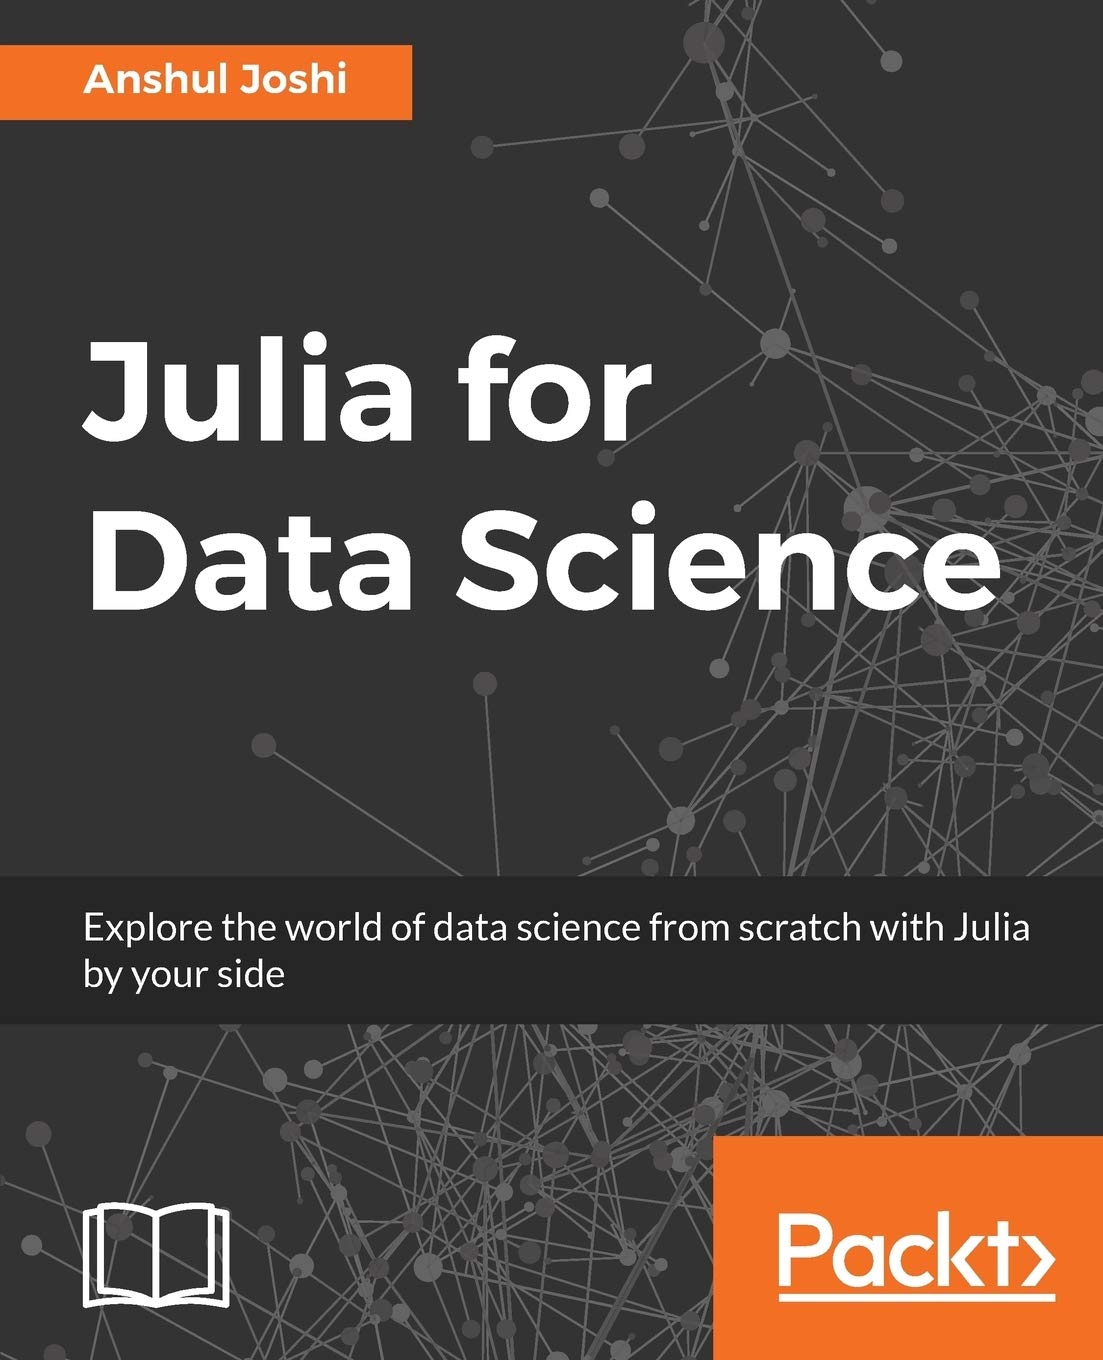 Anshul Joshi
Julia for
Data Science
Explore the world of data science from scratch with Julia
by your side
Packt>